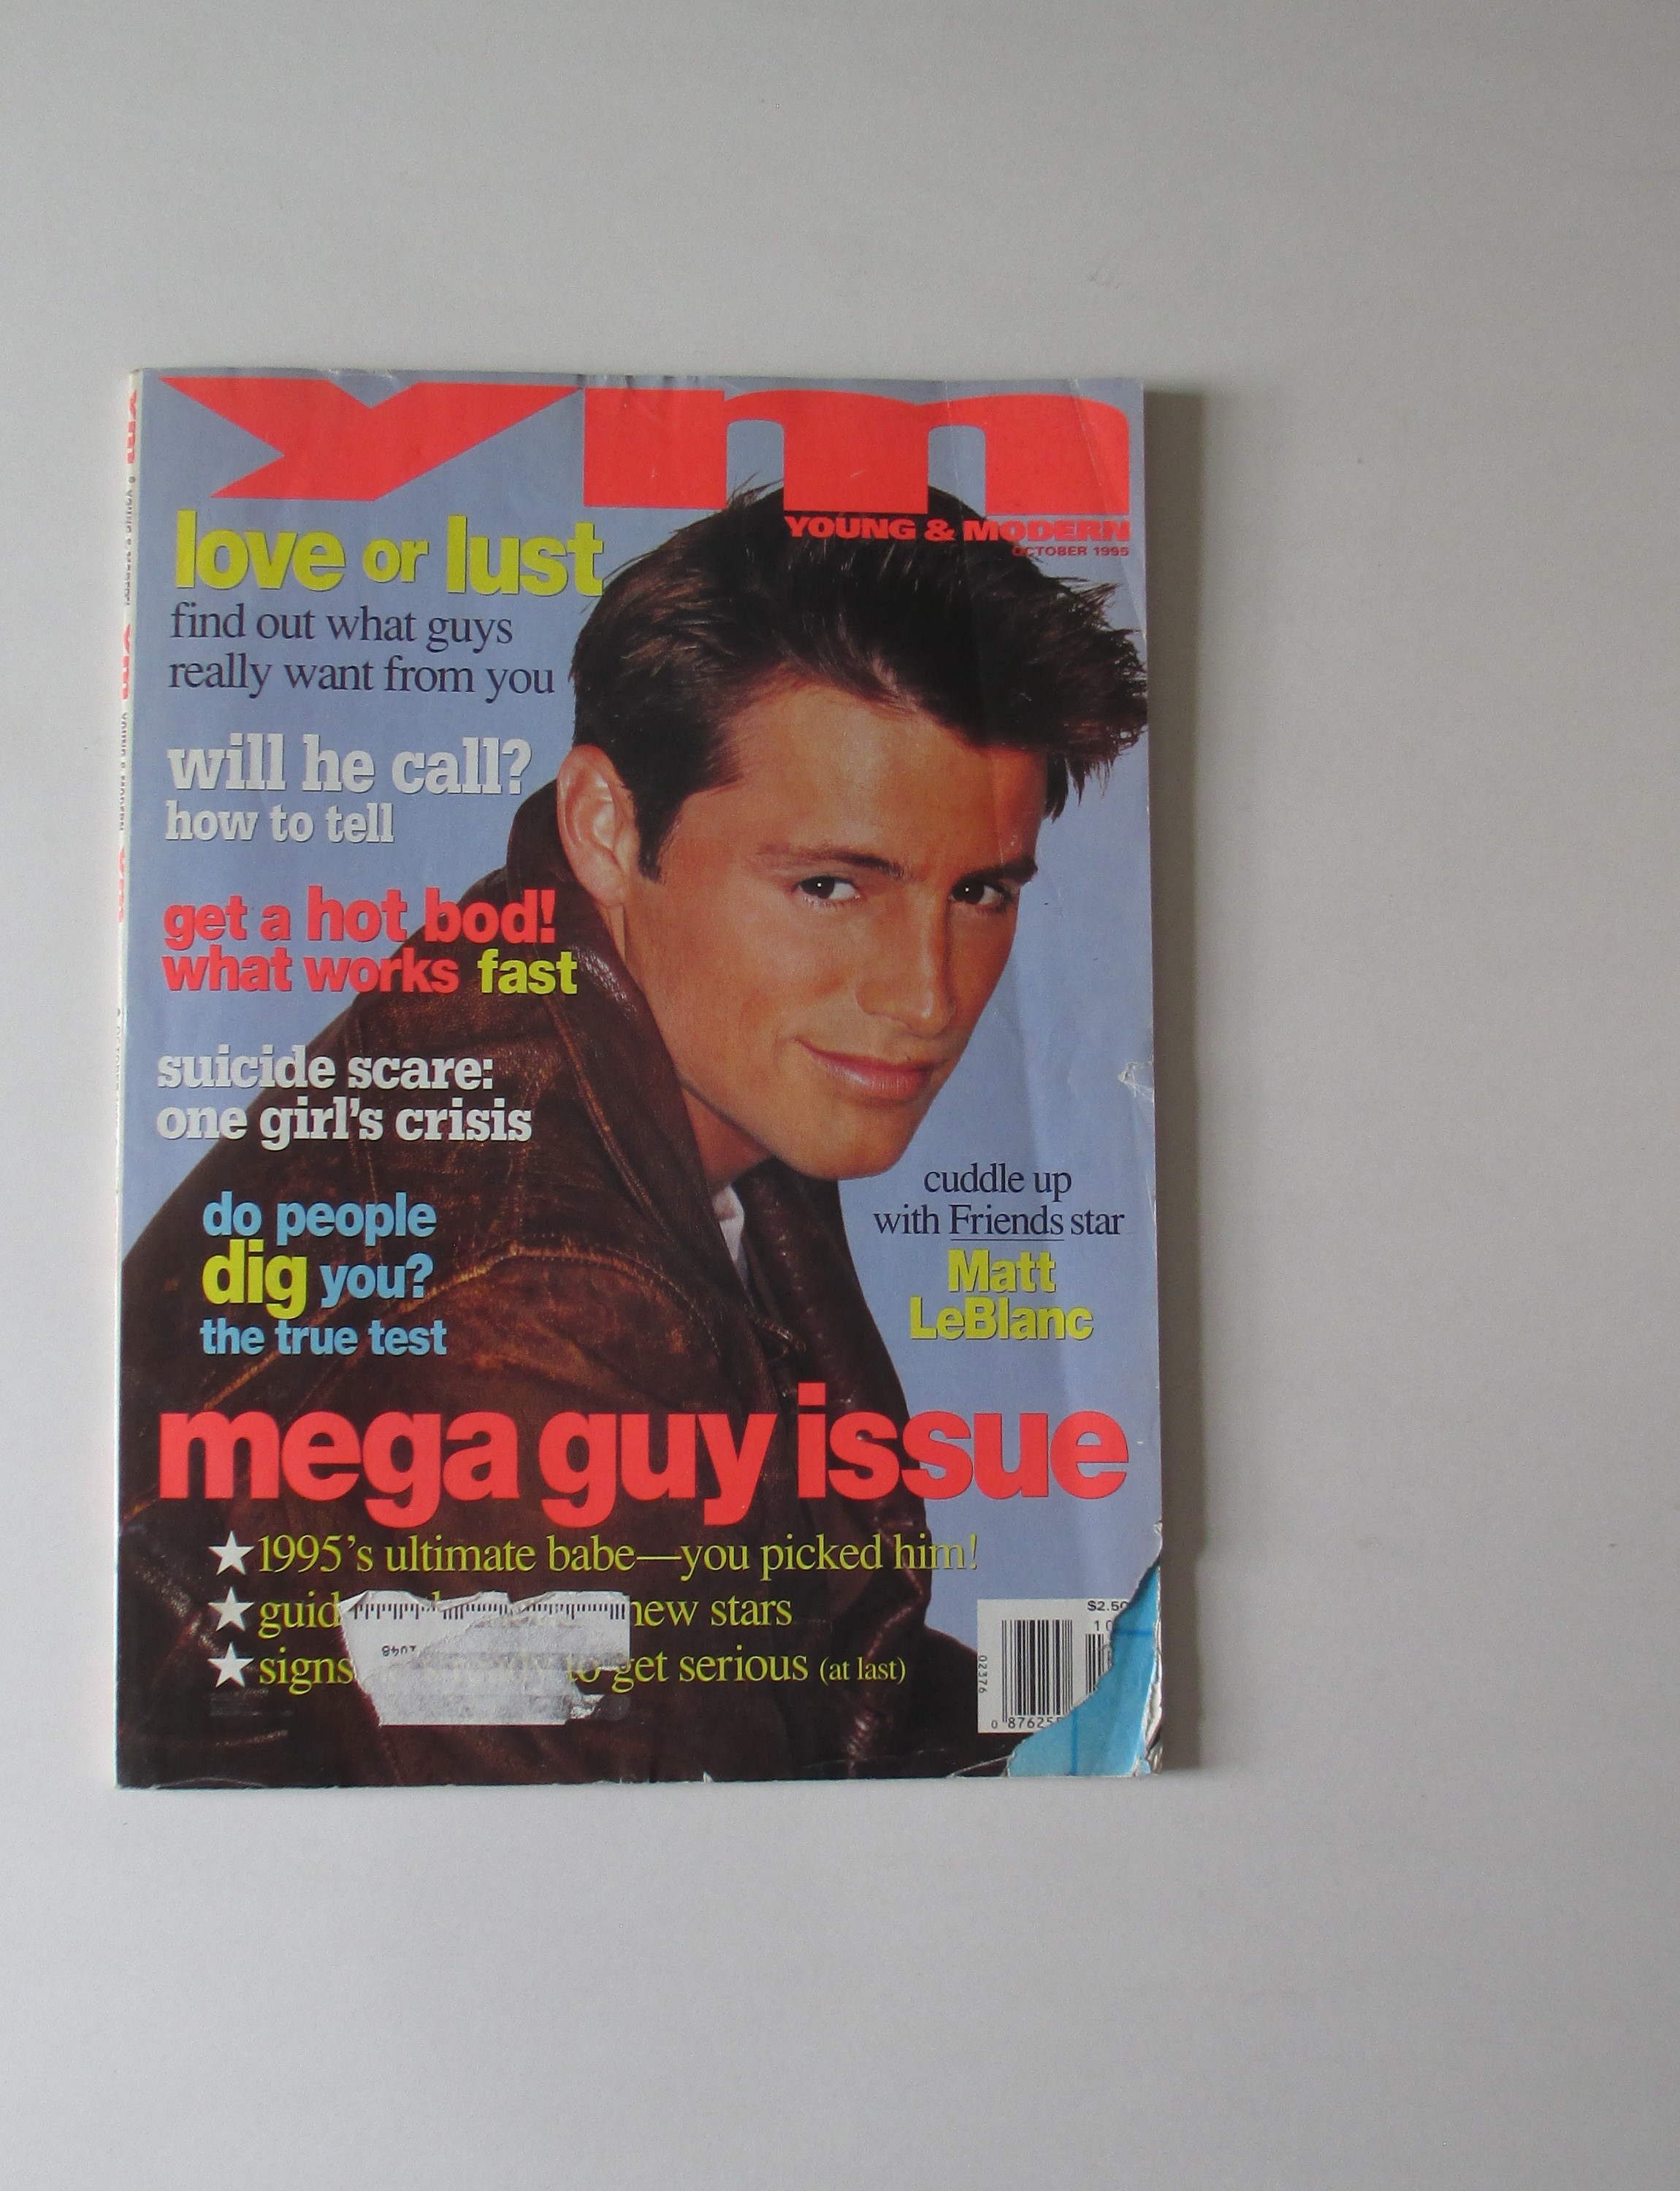 ym
YOUNG & MODERN
OCTOBER 1995
love or lust
find out what guys
really want from you
will he call?
how to tell
get a hot bod!
what works fast
suicide scare:
one girl's crisis
do people
dig you?
the true test
cuddle up
with Friends star
Matt
LeBlanc
mega guy issue
★1995's ultimate babe—you picked him!
★ new stars
★signs to get serious (at last)
$2.50
10
02376
0